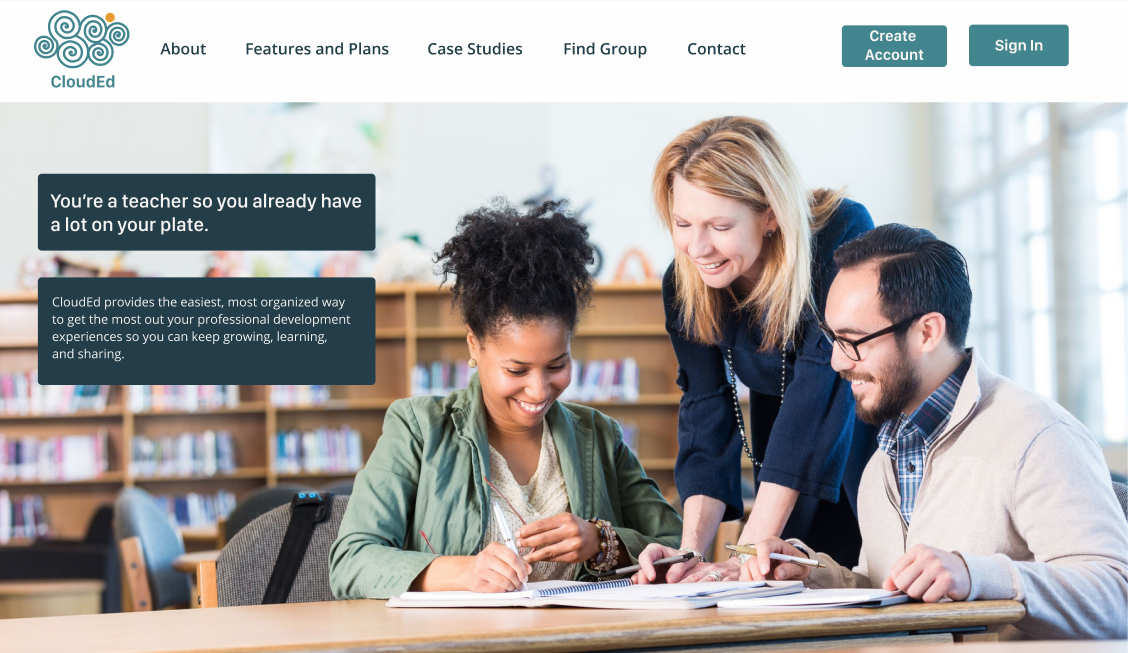 CloudEd
About
Features and Plans
Case Studies
Find Group
Contact
Create
Account
Sign In
You’re a teacher so you already have
a lot on your plate.
CloudEd provides the easiest, most organized way
to get the most out your professional development
experiences so you can keep growing, learning,
and sharing.